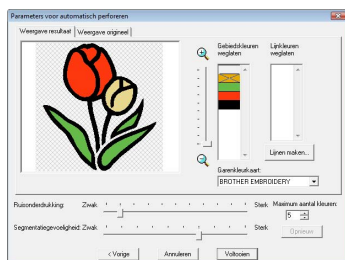 Parameters voor automatisch perforeren
Weergave resultaat Weergave origineel
Gebiedskleuren weglaten
Lijnkleuren weglaten
Lijnen maken...
Garenkleurkaart:
BROTHER EMBROIDERY
Ruisonderdrukking: Zwak Sterk Maximum aantal kleuren:
5
Segmentatiegevoeligheid: Zwak Sterk Opnieuw
< Vorige Annuleren Voltooien